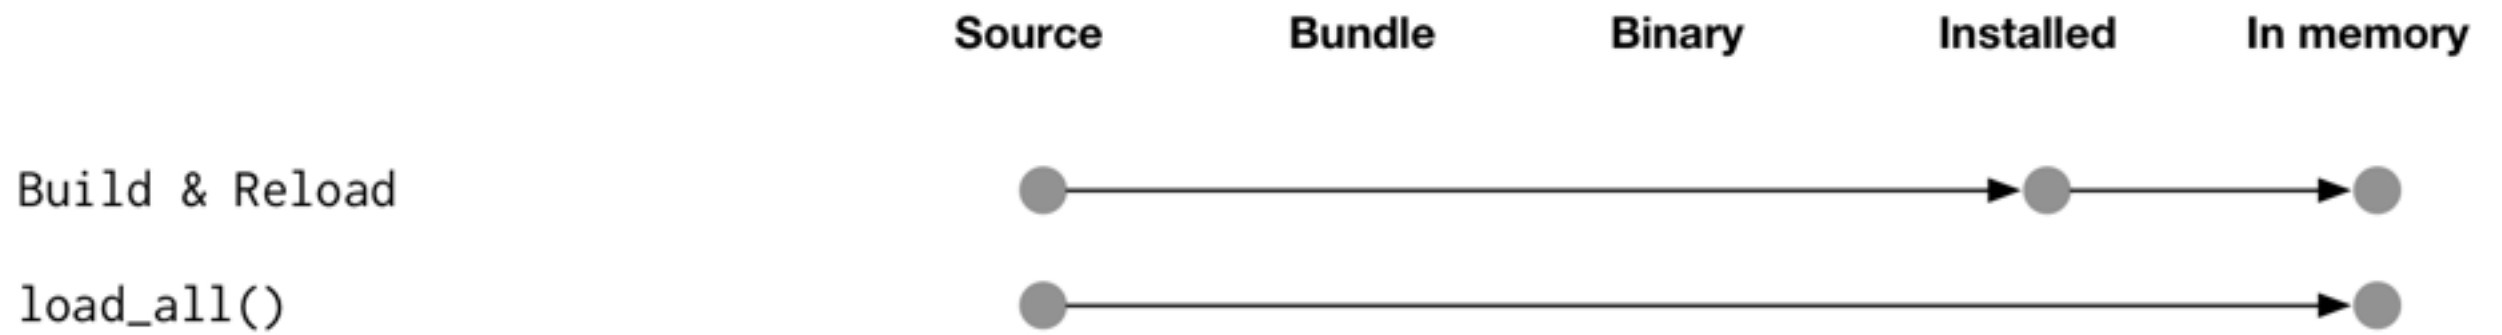 Source Bundle Binary Installed In memory
Build & Reload
load_all()